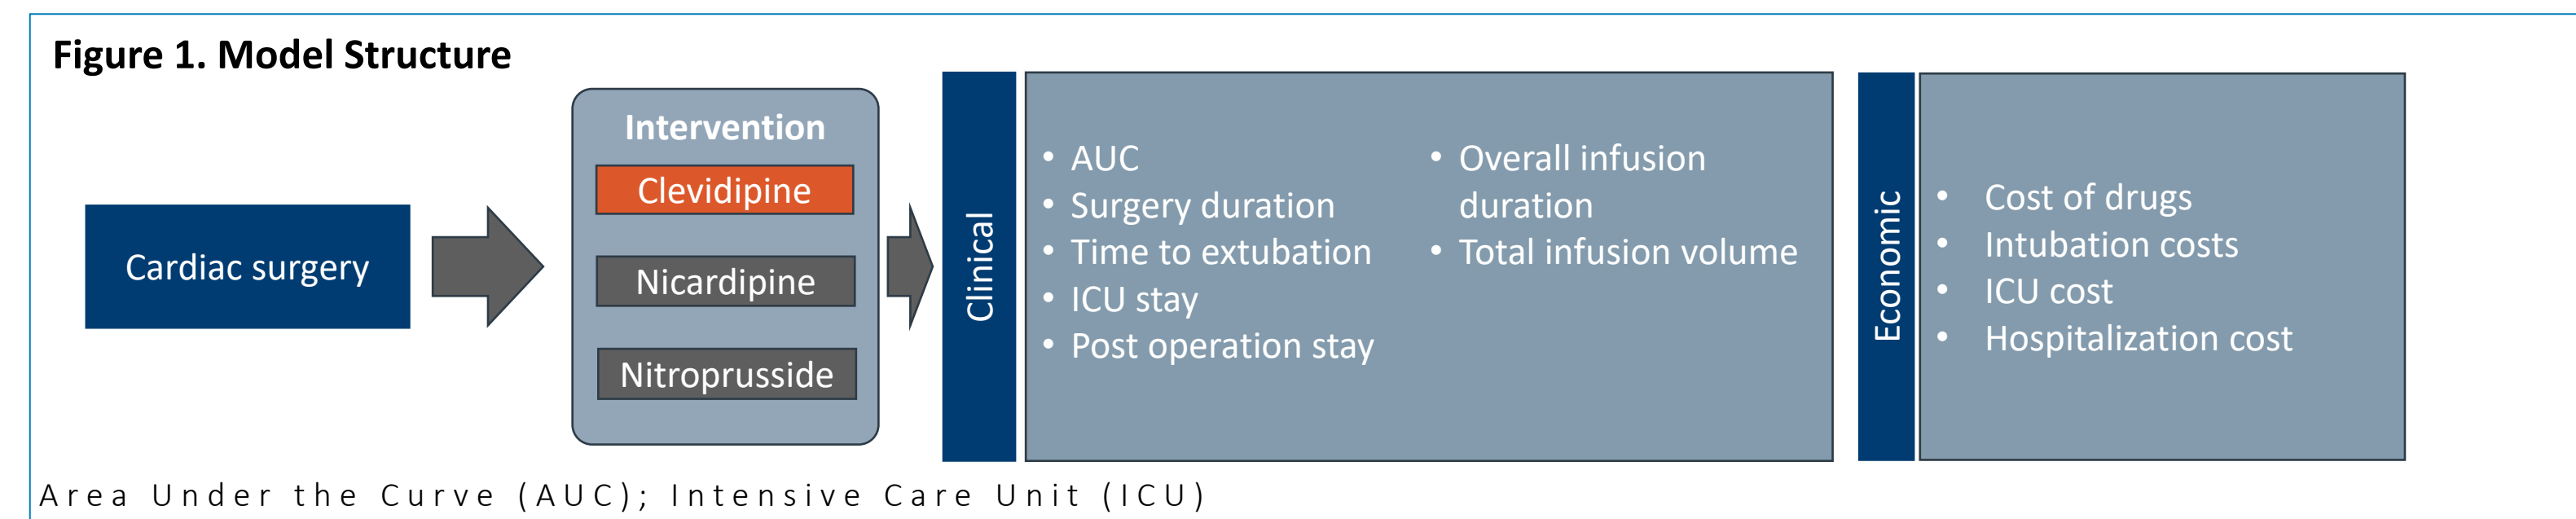 Figure 1. Model Structure
Cardiac surgery
Intervention
Clevidipine
Nicardipine
Nitroprusside
Clinical
• AUC
• Surgery duration
• Time to extubation
• ICU stay
• Post operation stay
• Overall infusion
duration
• Total infusion volume
Economic
• Cost of drugs
• Intubation costs
• ICU cost
• Hospitalization cost
Area Under the Curve (AUC); Intensive Care Unit (ICU)